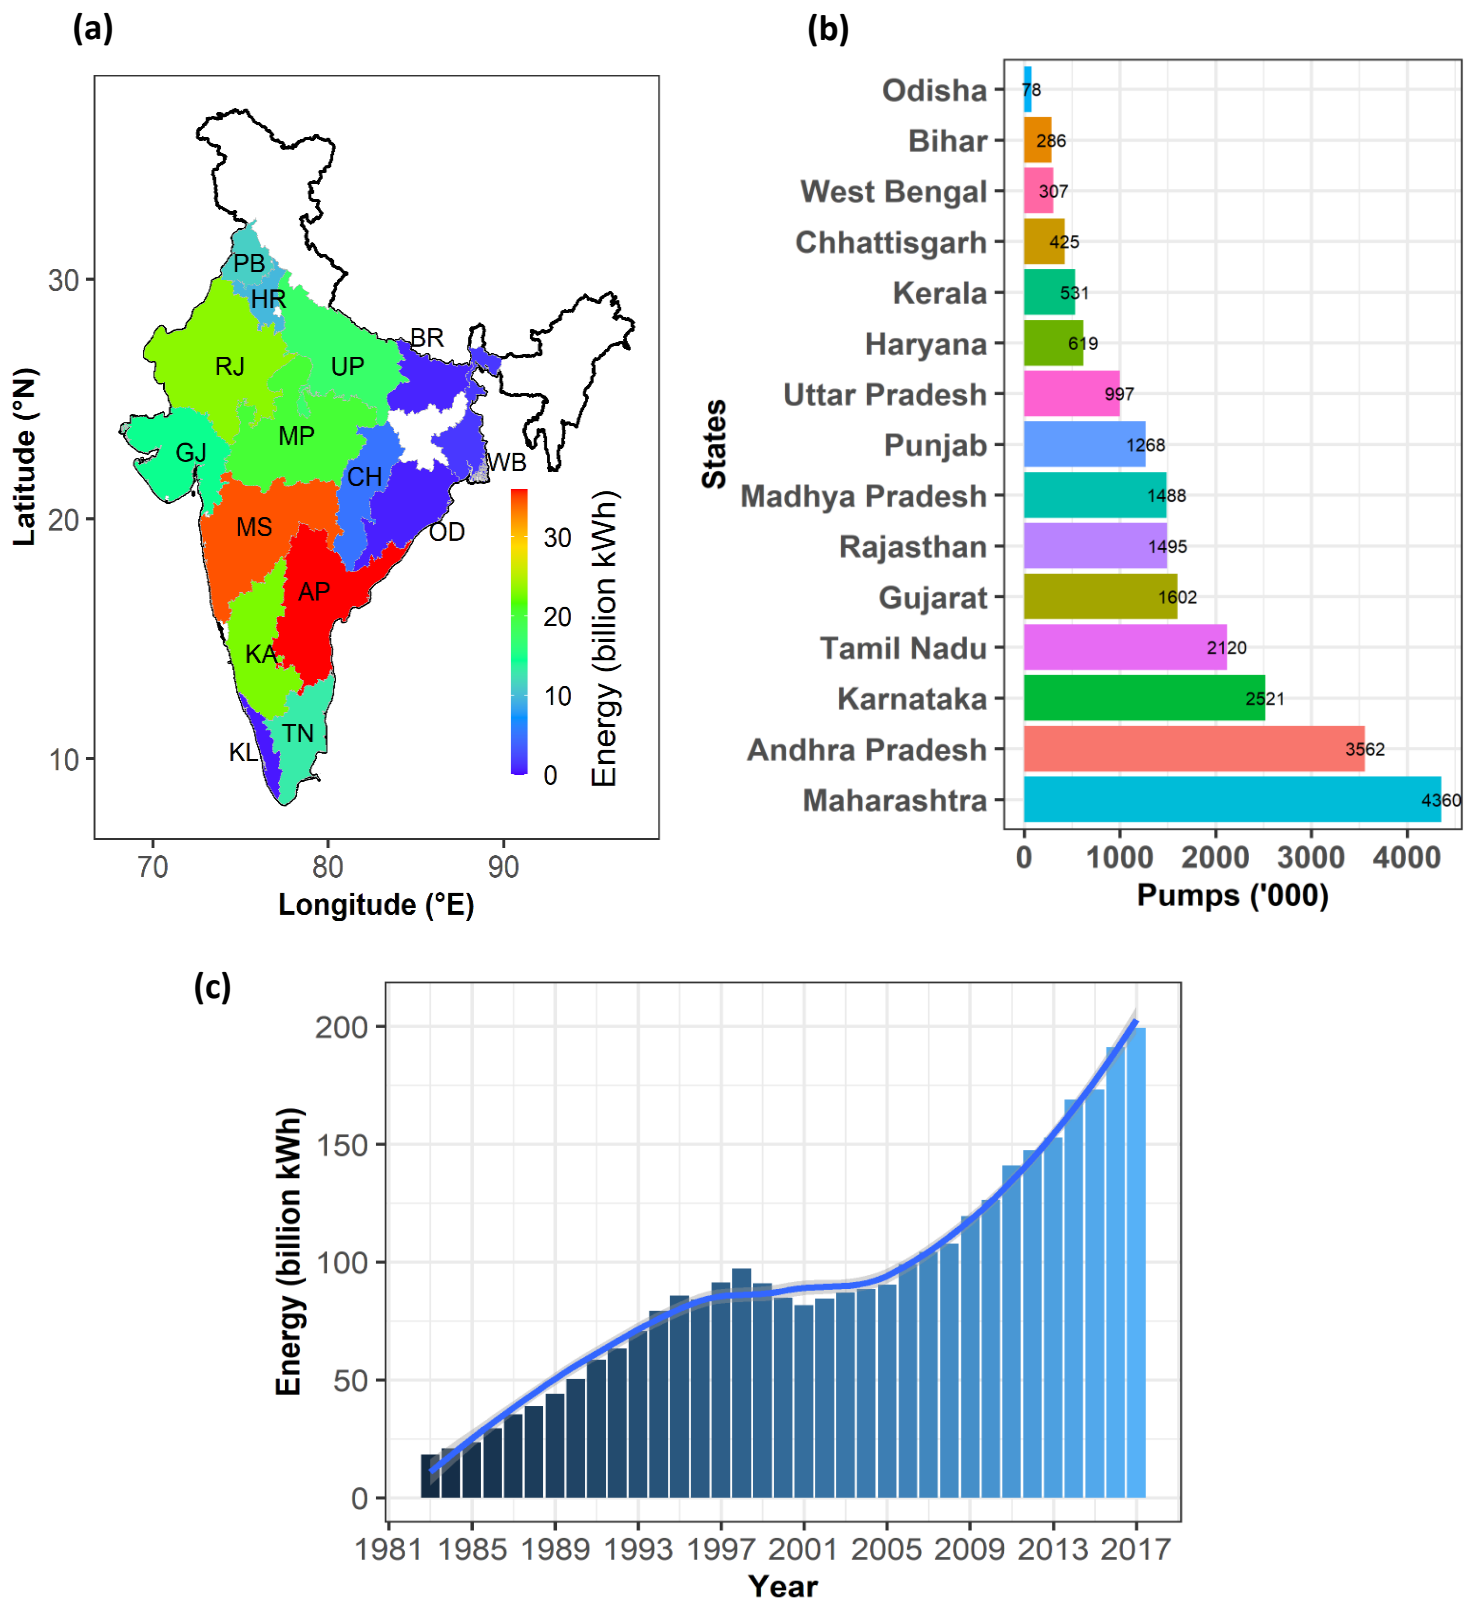 (a)
PB
HR
RJ
UP
BR
GJ
MP
CH
WB
MS
OD
AP
KA
KL
TN
30
20
10
0
Energy (billion kWh)
30
20
10
Latitude (°N)
70 80 90
Longitude (°E)
(b)
Odisha 78
Bihar 286
West Bengal 307
Chhattisgarh 425
Kerala 531
Haryana 619
Uttar Pradesh 997
Punjab 1268
Madhya Pradesh 1488
Rajasthan 1495
Gujarat 1602
Tamil Nadu 2120
Karnataka 2521
Andhra Pradesh 3562
Maharashtra 4360
States
0 1000 2000 3000 4000
Pumps ('000)
(c)
200
150
100
50
0
Energy (billion kWh)
1981 1985 1989 1993 1997 2001 2005 2009 2013 2017
Year